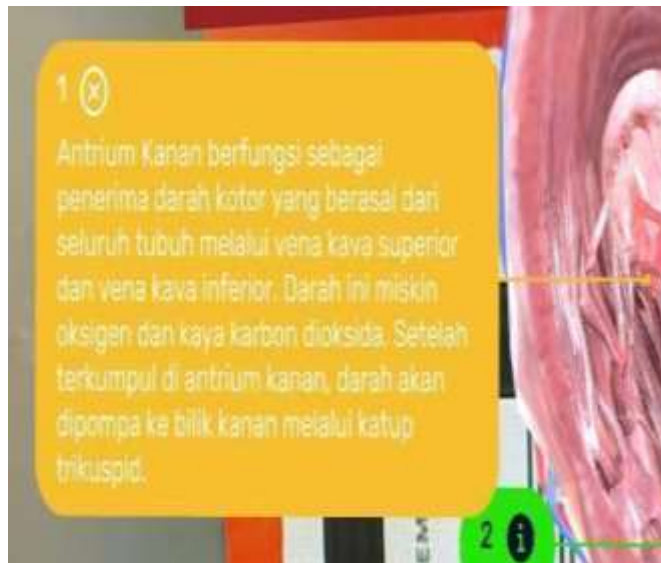 1
Antrium Kanan berfungsi sebagai
penerima darah kotor yang berasal dari
seluruh tubuh melalui vena kava superior
dan vena kava inferior. Darah ini miskin
oksigen dan kaya karbon dioksida. Setelah
terkumpul di antrium kanan, darah akan
dipompa ke bilik kanan melalui katup
trikuspid.
2 i
EM